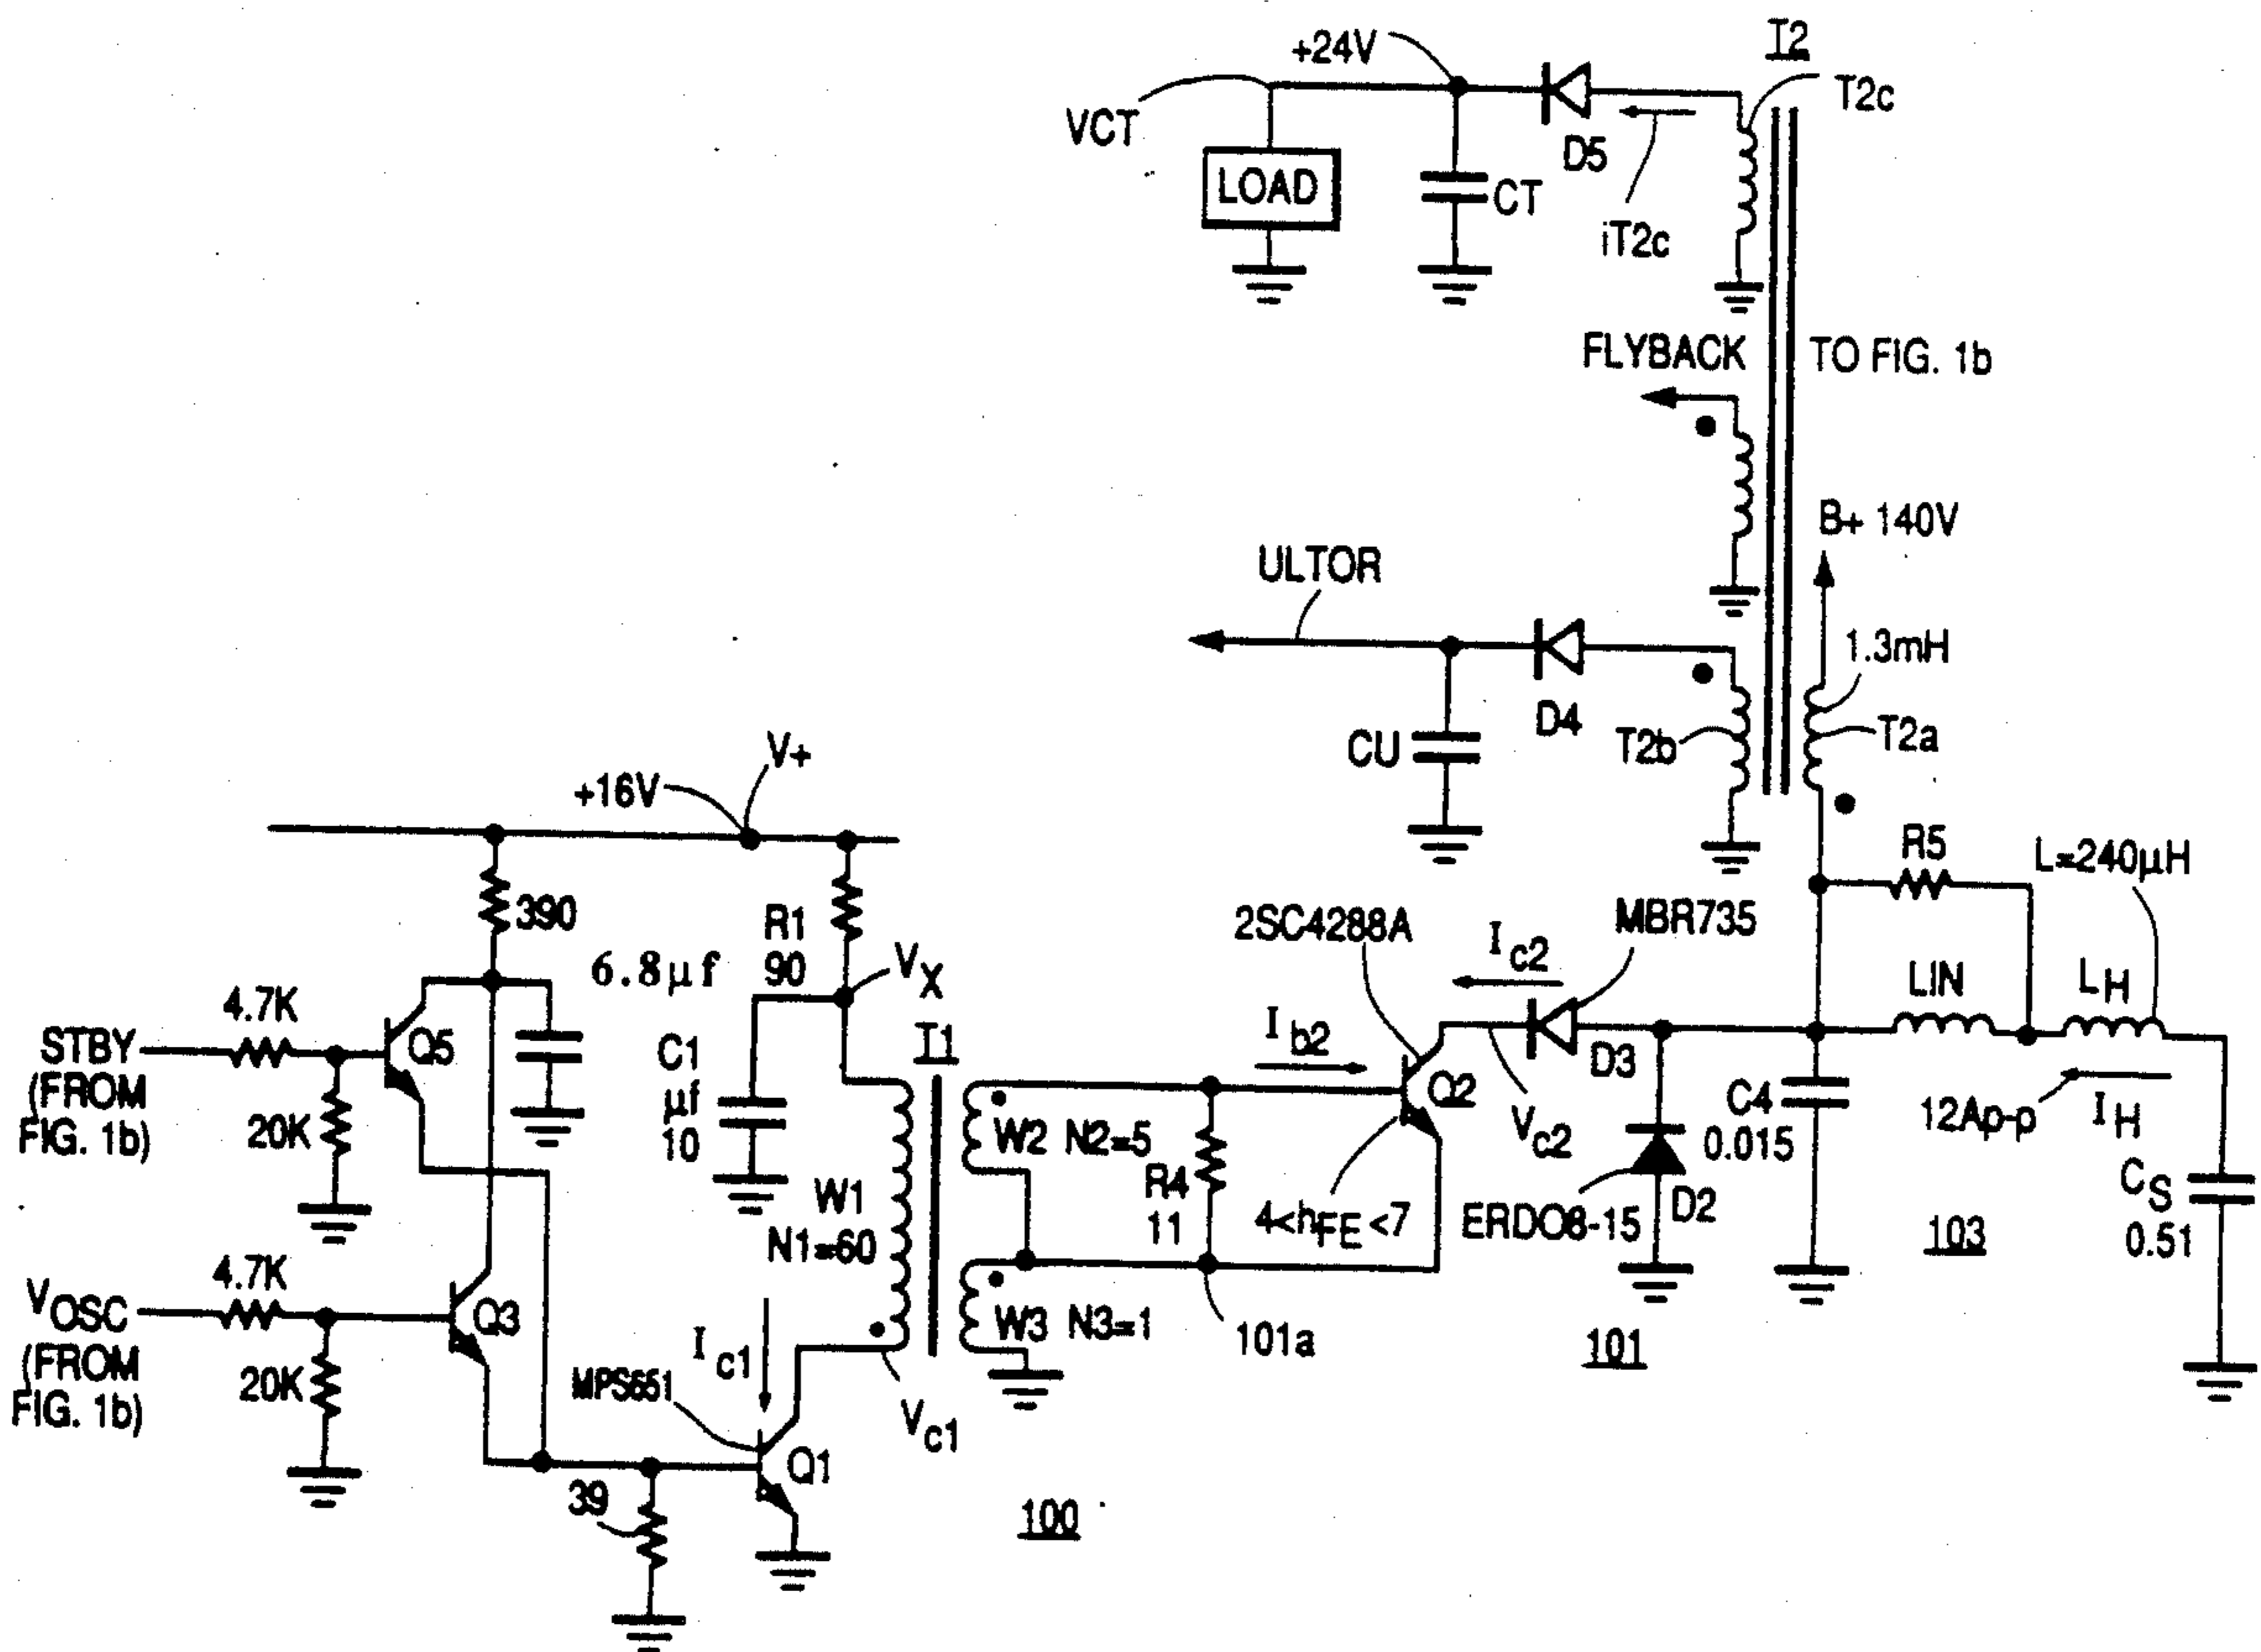 T2
+24V
T2c
VCT
D5
LOAD
CT
iT2c
FLYBACK
TO FIG. 1b
B+ 140V
ULTOR
1.3mH
D4
CU
T2b
T2a
V+
+16V
R5
L=240µH
390
R1
90
6.8µf
VX
2SC4288A
MBR735
Ic2
LIN
LH
4.7K
STBY
(FROM
FIG. 1b)
Q5
C1
µf
10
T1
Ib2
Q2
D3
C4
0.015
12Ap-p
IH
20K
W2 N2=5
Vc2
R4
11
W1
N1=60
4<hFE<7
ERDO8-15
D2
CS
0.51
103
4.7K
VOSC
(FROM
FIG. 1b)
Q3
W3 N3=1
101a
101
Ic1
20K
MPS651
Vc1
Q1
39
100